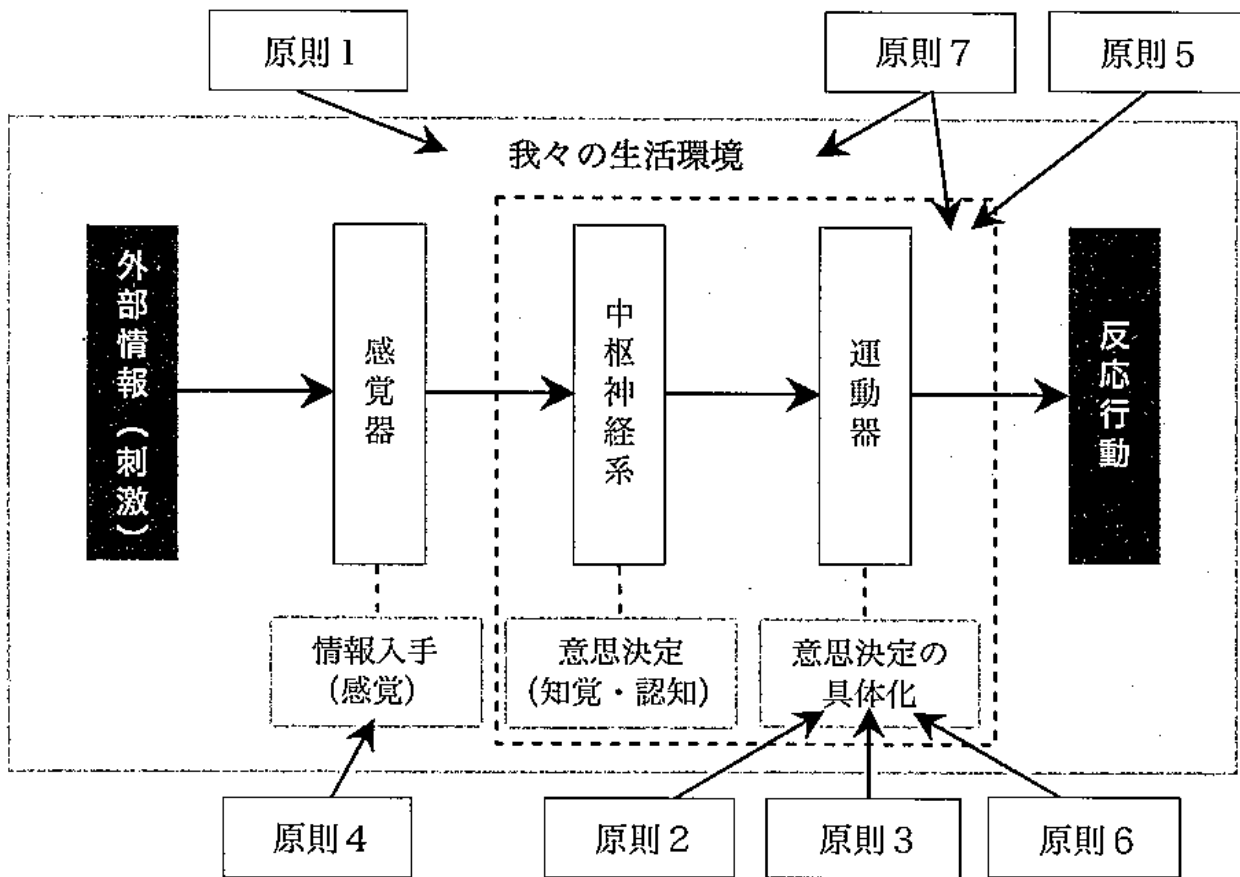 原則1
原則7
原則5
我々の生活環境
外部情報(刺激)
感覚器
中枢神経系
運動器
反応行動
情報入手
(感覚)
意思決定
(知覚・認知)
意思決定の
具体化
原則4
原則2
原則3
原則6